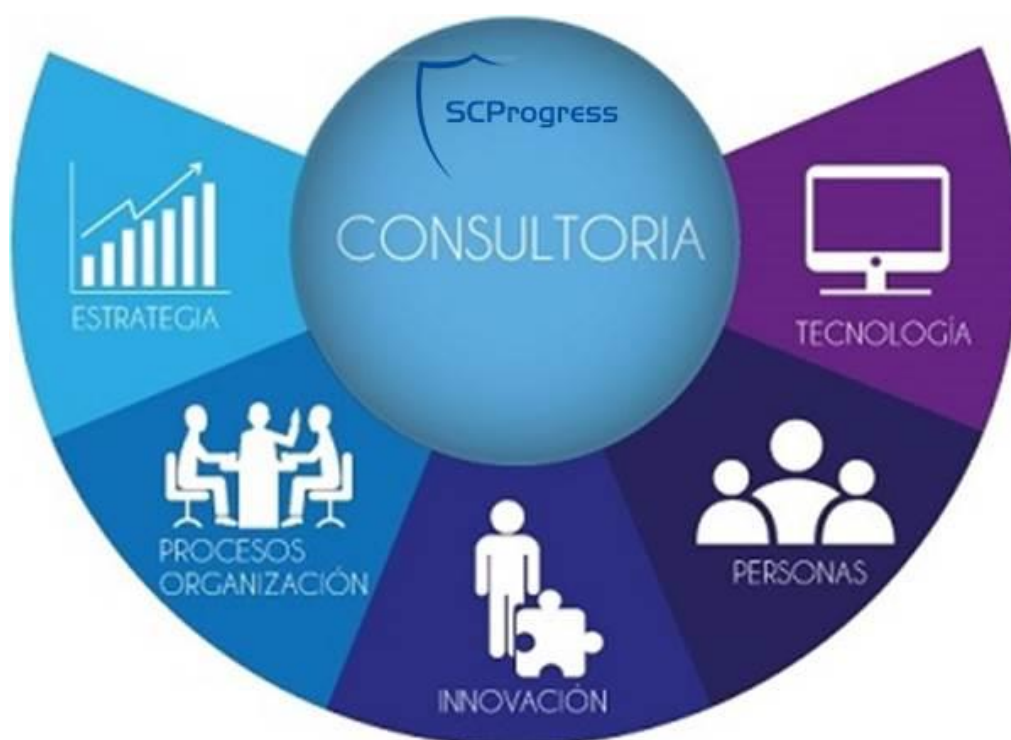 SCProgress
CONSULTORIA
ESTRATEGIA
PROCESOS
ORGANIZACIÓN
INNOVACIÓN
PERSONAS
TECNOLOGÍA